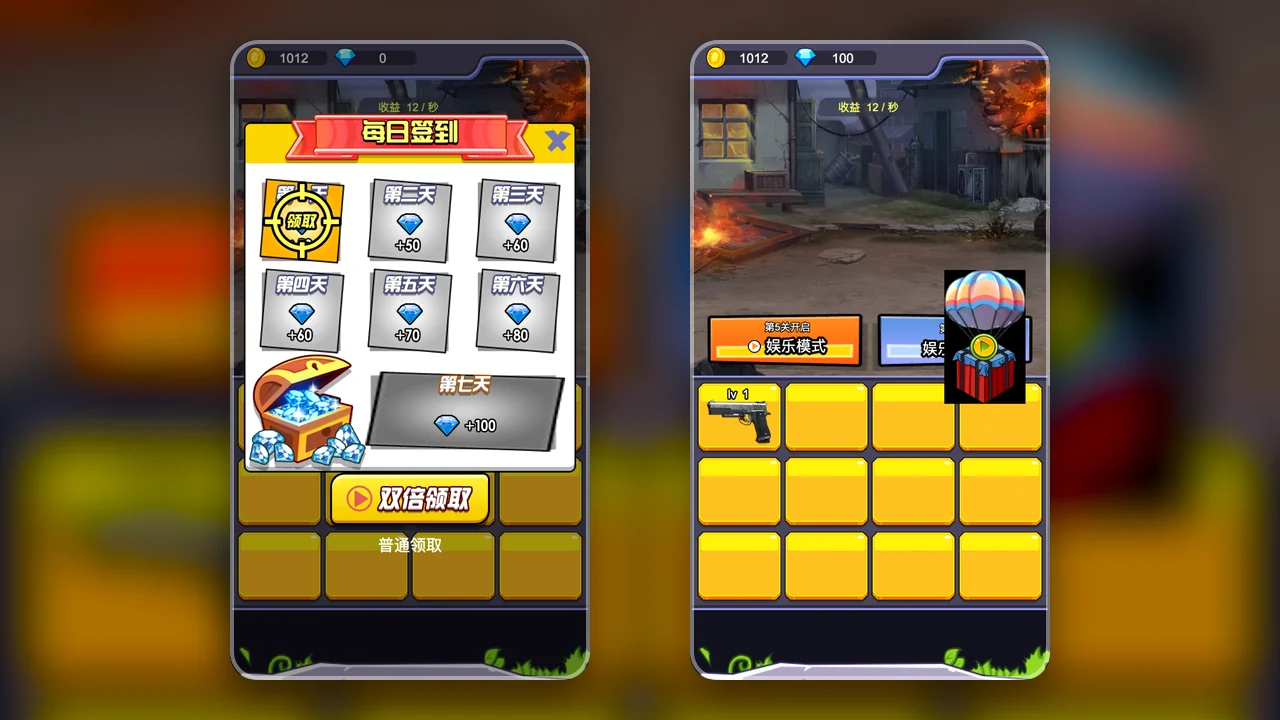 1012
0
收益 12 / 秒
每日签到
领取
第二天
+50
第三天
+60
第四天
+60
第五天
+70
第六天
+80
第七天
+100
双倍领取
普通领取
1012
100
收益 12 / 秒
第5关开启
娱乐模式
娱乐
lv 1